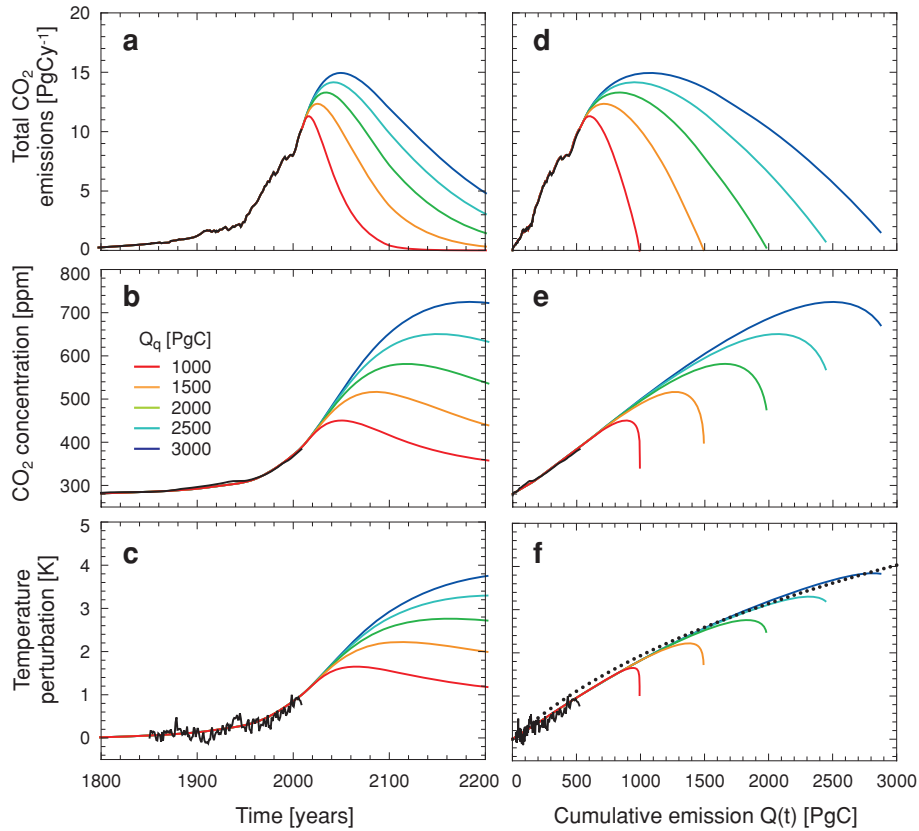 a
d
Total CO₂
emissions [PgCy⁻¹]
20
15
10
5
0
b
e
CO₂ concentration [ppm]
800
700
600
500
400
300
Q_q [PgC]
1000
1500
2000
2500
3000
c
f
Temperature
perturbation [K]
5
4
3
2
1
0
1800 1900 2000 2100 2200
0 500 1000 1500 2000 2500 3000
Time [years]
Cumulative emission Q(t) [PgC]